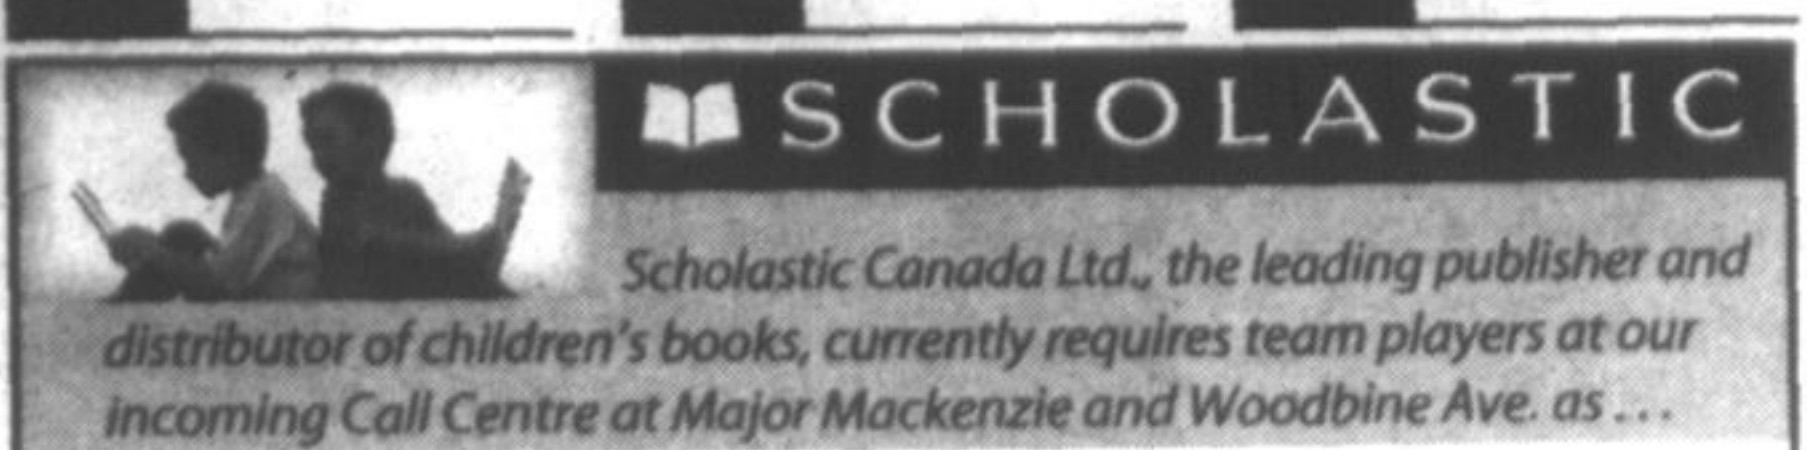 SCHOLASTIC
Scholastic Canada Ltd., the leading publisher and
distributor of children's books, currently requires team players at our
incoming Call Centre at Major Mackenzie and Woodbine Ave. as...